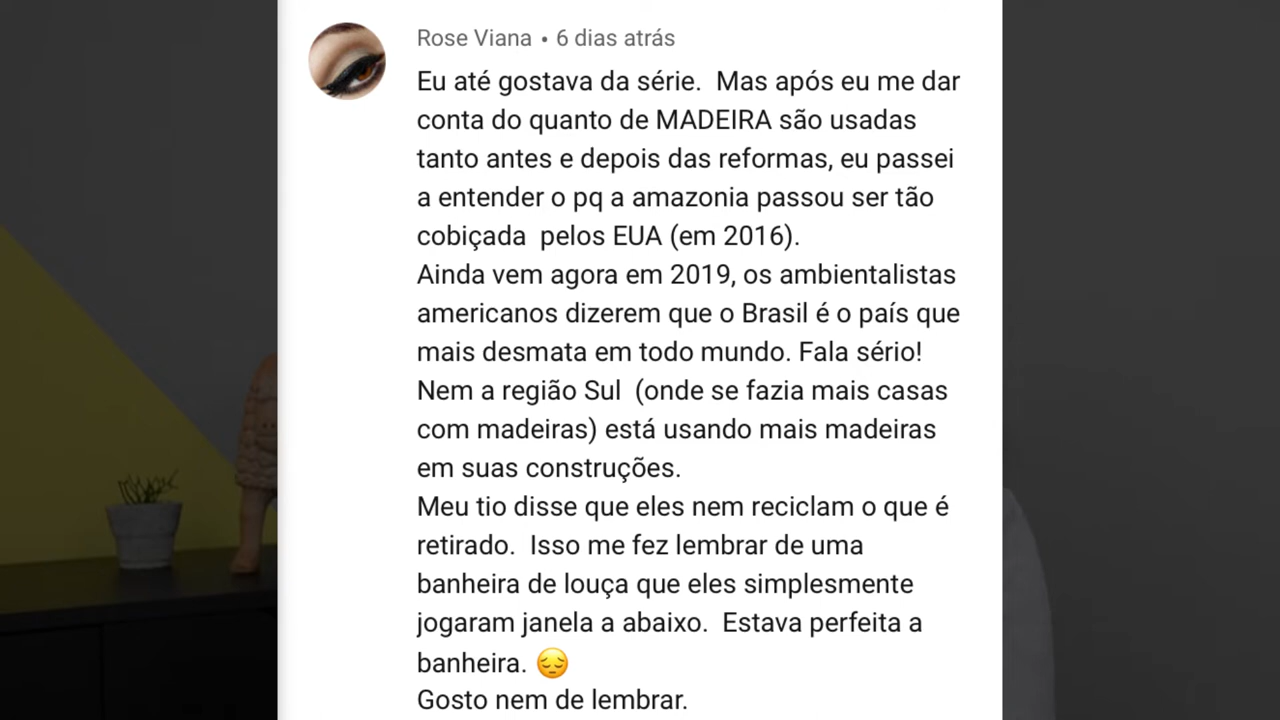 Rose Viana • 6 dias atrás
Eu até gostava da série.  Mas após eu me dar
conta do quanto de MADEIRA são usadas
tanto antes e depois das reformas, eu passei
a entender o pq a amazonia passou ser tão
cobiçada  pelos EUA (em 2016).
Ainda vem agora em 2019, os ambientalistas
americanos dizerem que o Brasil é o país que
mais desmata em todo mundo. Fala sério!
Nem a região Sul  (onde se fazia mais casas
com madeiras) está usando mais madeiras
em suas construções.
Meu tio disse que eles nem reciclam o que é
retirado.  Isso me fez lembrar de uma
banheira de louça que eles simplesmente
jogaram janela a abaixo.  Estava perfeita a
banheira. 😔
Gosto nem de lembrar.